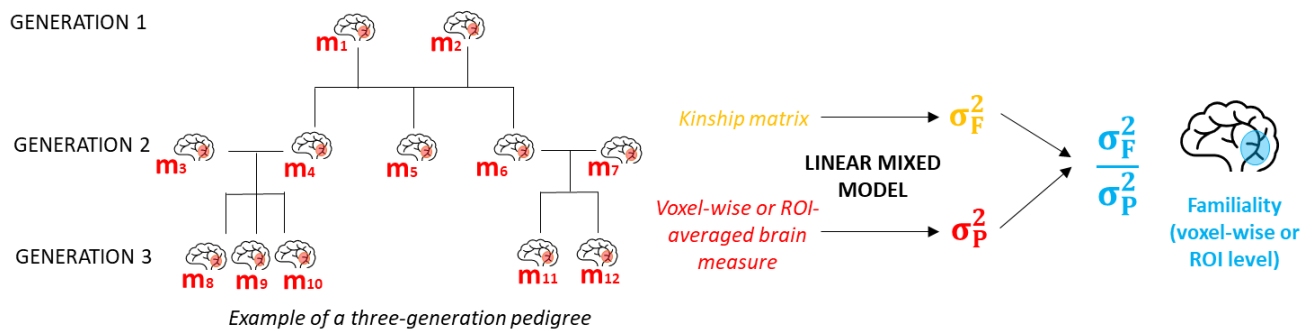 GENERATION 1
m1
m2
GENERATION 2
m3
m4
m5
m6
m7
GENERATION 3
m8
m9
m10
m11
m12
Example of a three-generation pedigree
Kinship matrix
σ²F
LINEAR MIXED
MODEL
Voxel-wise or ROI-
averaged brain
measure
σ²P
σ²F
σ²P
Familiality
(voxel-wise or
ROI level)